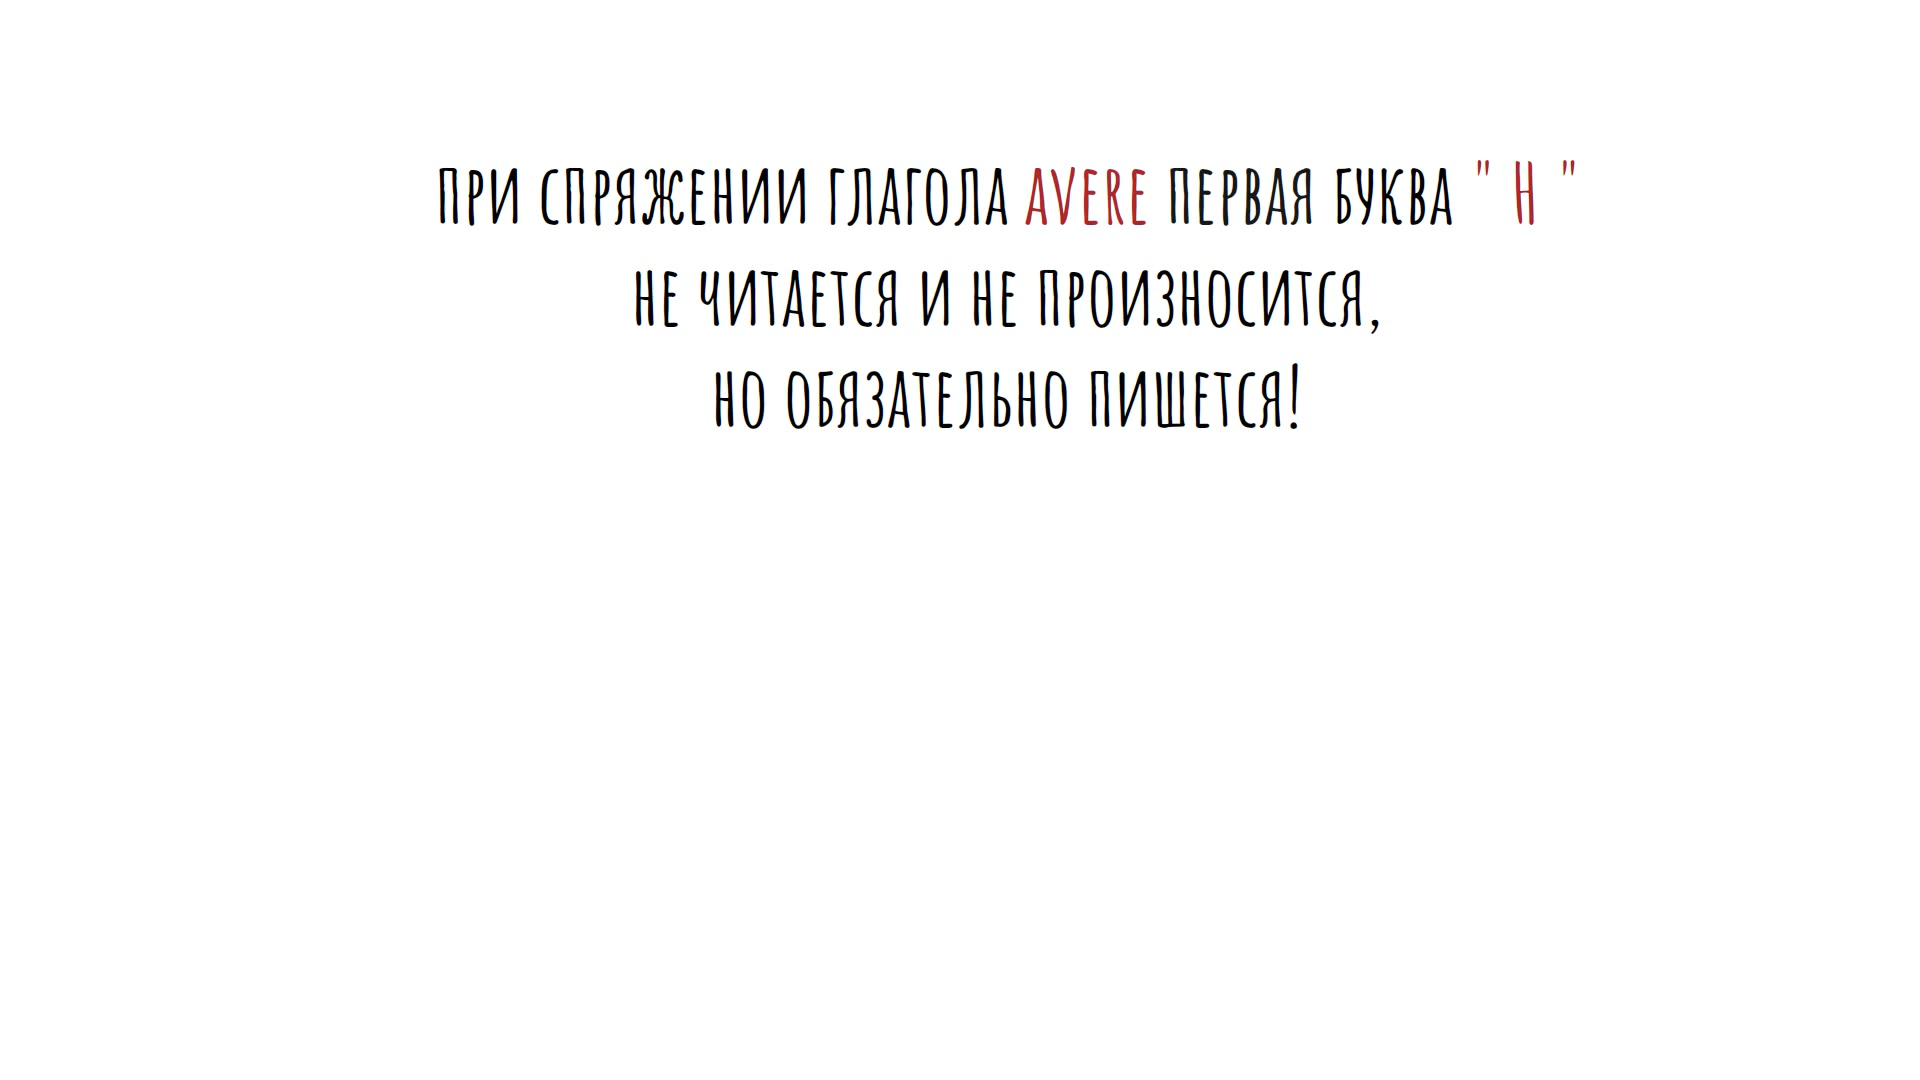 ПРИ СПРЯЖЕНИИ ГЛАГОЛА AVERE ПЕРВАЯ БУКВА " H "
НЕ ЧИТАЕТСЯ И НЕ ПРОИЗНОСИТСЯ,
НО ОБЯЗАТЕЛЬНО ПИШЕТСЯ!